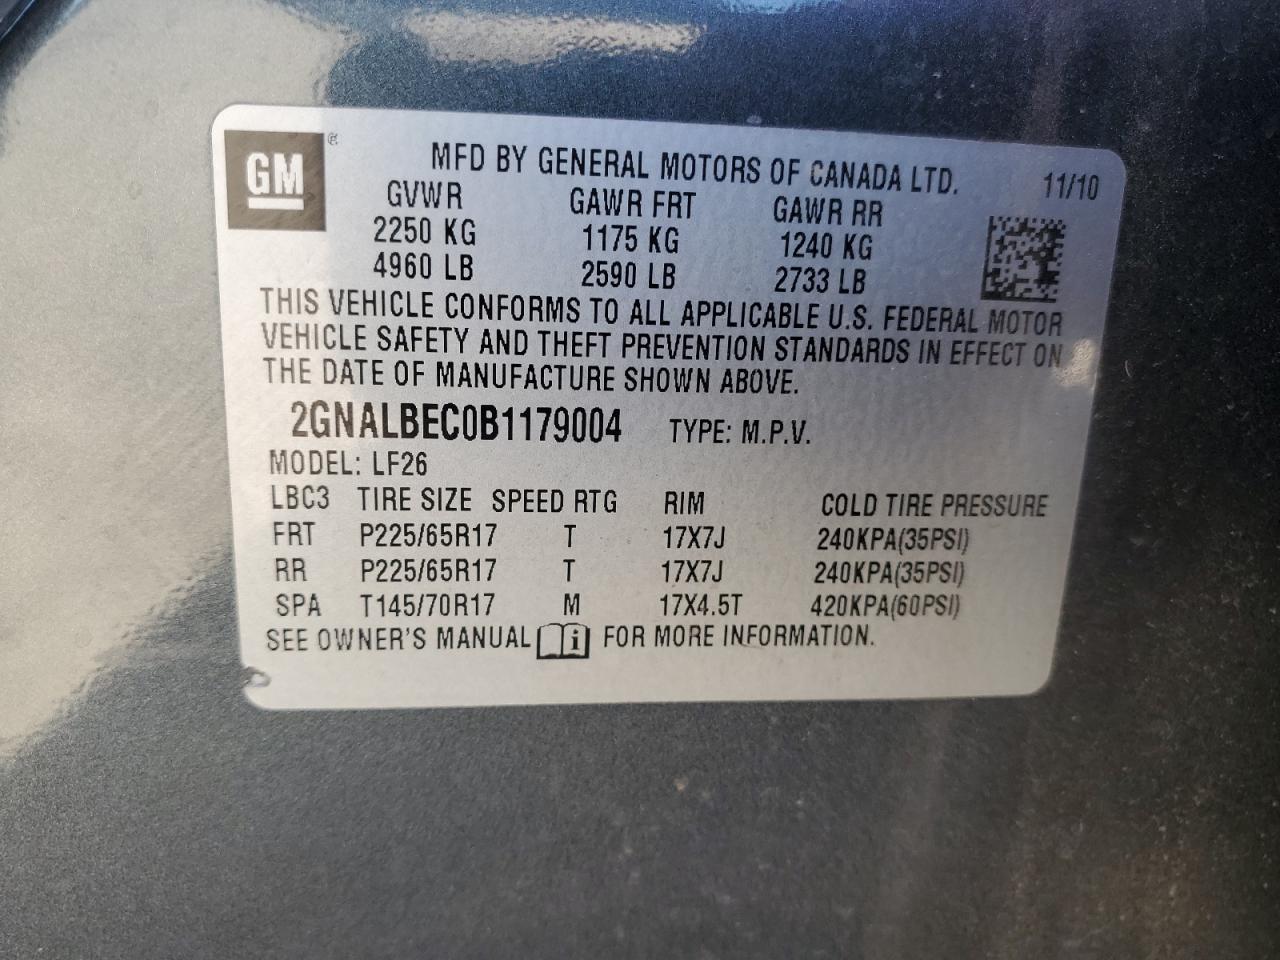 GM ®
MFD BY GENERAL MOTORS OF CANADA LTD. 11/10
GVWR GAWR FRT GAWR RR
2250 KG 1175 KG 1240 KG
4960 LB 2590 LB 2733 LB
THIS VEHICLE CONFORMS TO ALL APPLICABLE U.S. FEDERAL MOTOR
VEHICLE SAFETY AND THEFT PREVENTION STANDARDS IN EFFECT ON
THE DATE OF MANUFACTURE SHOWN ABOVE.
2GNALBEC0B1179004 TYPE: M.P.V.
MODEL: LF26
LBC3 TIRE SIZE SPEED RTG RIM COLD TIRE PRESSURE
FRT P225/65R17 T 17X7J 240KPA(35PSI)
RR P225/65R17 T 17X7J 240KPA(35PSI)
SPA T145/70R17 M 17X4.5T 420KPA(60PSI)
SEE OWNER'S MANUAL i FOR MORE INFORMATION.